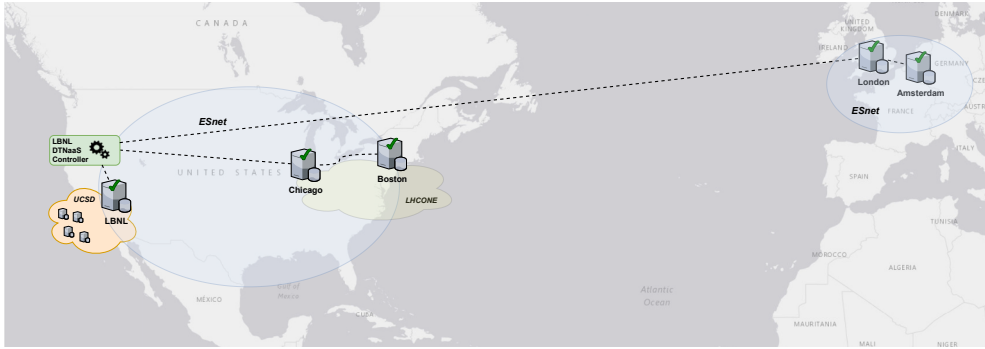 CANADA
UNITED KINGDOM
DENMARK
IRELAND
London
GERMANY
Amsterdam
ESnet
FRANCE
ESnet
LBNL
DTNaaS
Controller
UNITED STATES
Chicago
Boston
ITALY
SPAIN
UCSD
LBNL
LHCONE
TUNISIA
MOROCCO
ALGERIA
Gulf of
Mexico
MÉXICO
Atlantic
Ocean
CUBA
MAURITANIA
MALI
NIGER